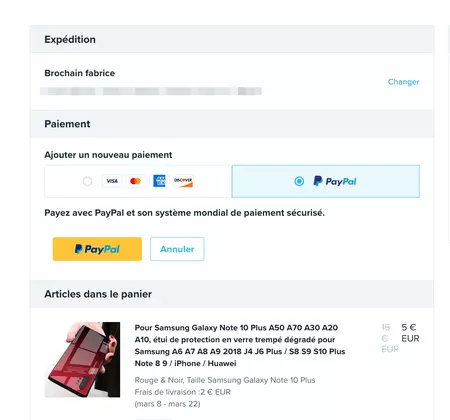 Expédition
Brochain fabrice
Changer
Paiement
Ajouter un nouveau paiement
VISA
DISCOVER
PayPal
Payez avec PayPal et son système mondial de paiement sécurisé.
PayPal
Annuler
Articles dans le panier
Pour Samsung Galaxy Note 10 Plus A50 A70 A30 A20
A10, étui de protection en verre trempé dégradé pour
Samsung A6 A7 A8 A9 2018 J4 J6 Plus / S8 S9 S10 Plus
Note 8 9 / iPhone / Huawei
15 € EUR
5 € EUR
Rouge & Noir, Taille Samsung Galaxy Note 10 Plus
Frais de livraison :2 € EUR
(mars 8 - mars 22)